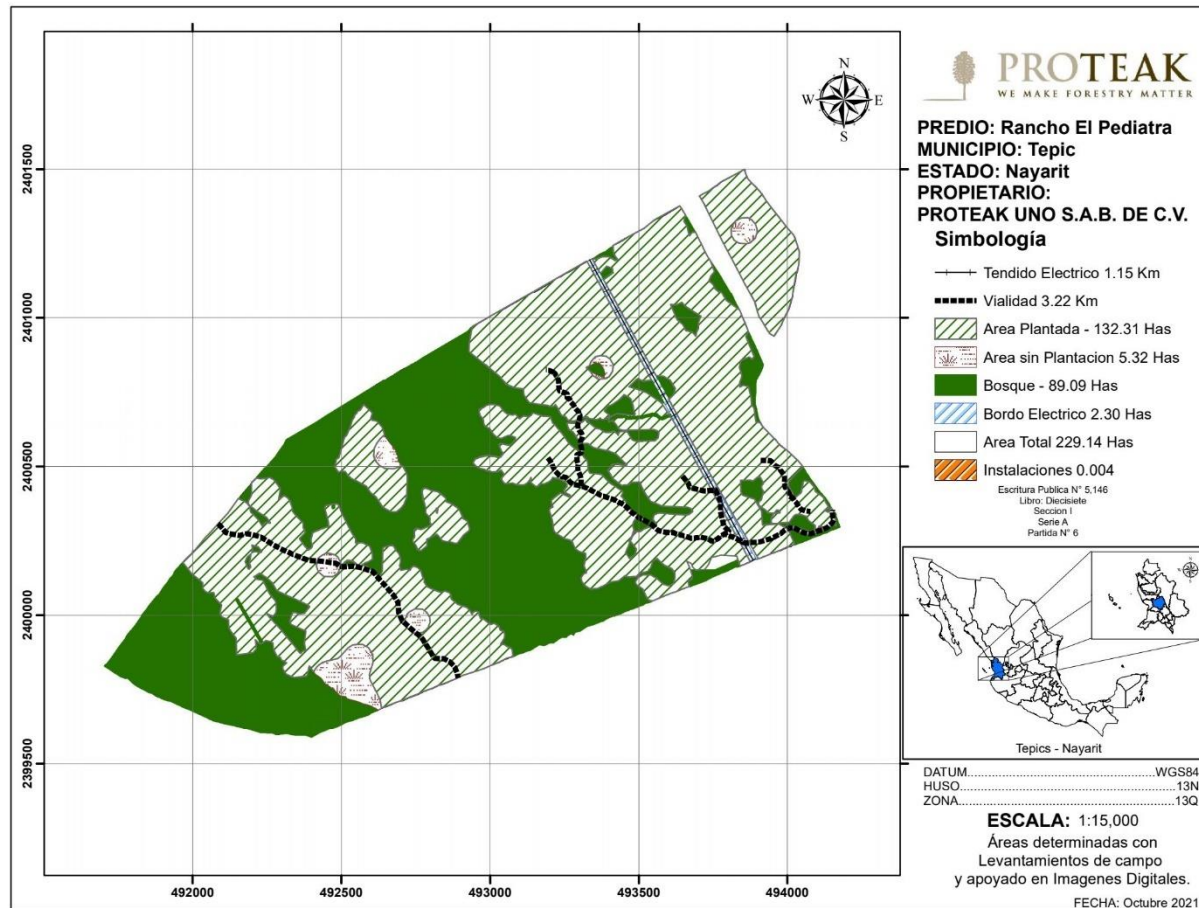 PROTEAK
WE MAKE FORESTRY MATTER
PREDIO: Rancho El Pediatra
MUNICIPIO: Tepic
ESTADO: Nayarit
PROPIETARIO:
PROTEAK UNO S.A.B. DE C.V.
Simbología
Tendido Electrico 1.15 Km
Vialidad 3.22 Km
Area Plantada - 132.31 Has
Area sin Plantacion 5.32 Has
Bosque - 89.09 Has
Bordo Electrico 2.30 Has
Area Total 229.14 Has
Instalaciones 0.004
Escritura Publica N° 5,146
Libro: Diecisiete
Seccion I
Serie A
Partida N° 6
Tepics - Nayarit
DATUM.......................................WGS84
HUSO...........................................13N
ZONA............................................13Q
ESCALA: 1:15,000
Áreas determinadas con
Levantamientos de campo
y apoyado en Imagenes Digitales.
FECHA: Octubre 2021
N
W E
S
2401500
2401000
2400500
2400000
2399500
492000 492500 493000 493500 494000